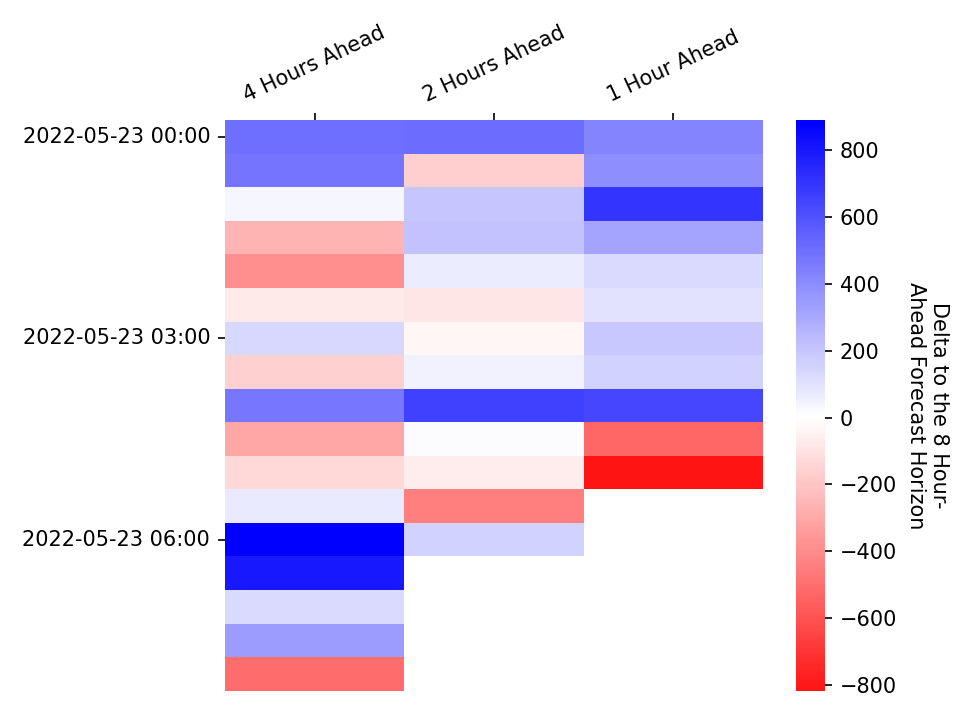 4 Hours Ahead
2 Hours Ahead
1 Hour Ahead
2022-05-23 00:00
2022-05-23 03:00
2022-05-23 06:00
800
600
400
200
0
−200
−400
−600
−800
Delta to the 8 Hour-
Ahead Forecast Horizon